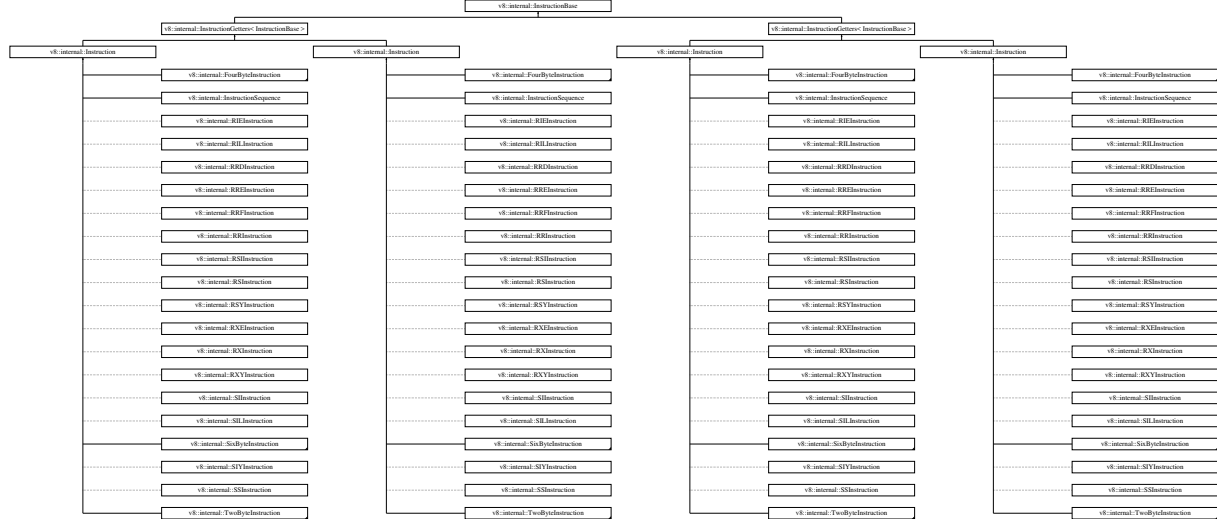 v8::internal::InstructionBase
v8::internal::InstructionGetters< InstructionBase > v8::internal::InstructionGetters< InstructionBase >
v8::internal::Instruction v8::internal::Instruction v8::internal::Instruction v8::internal::Instruction
v8::internal::FourByteInstruction v8::internal::FourByteInstruction v8::internal::FourByteInstruction v8::internal::FourByteInstruction
v8::internal::InstructionSequence v8::internal::InstructionSequence v8::internal::InstructionSequence v8::internal::InstructionSequence
v8::internal::RIEInstruction v8::internal::RIEInstruction v8::internal::RIEInstruction v8::internal::RIEInstruction
v8::internal::RILInstruction v8::internal::RILInstruction v8::internal::RILInstruction v8::internal::RILInstruction
v8::internal::RRDInstruction v8::internal::RRDInstruction v8::internal::RRDInstruction v8::internal::RRDInstruction
v8::internal::RREInstruction v8::internal::RREInstruction v8::internal::RREInstruction v8::internal::RREInstruction
v8::internal::RRFInstruction v8::internal::RRFInstruction v8::internal::RRFInstruction v8::internal::RRFInstruction
v8::internal::RRInstruction v8::internal::RRInstruction v8::internal::RRInstruction v8::internal::RRInstruction
v8::internal::RSIInstruction v8::internal::RSIInstruction v8::internal::RSIInstruction v8::internal::RSIInstruction
v8::internal::RSInstruction v8::internal::RSInstruction v8::internal::RSInstruction v8::internal::RSInstruction
v8::internal::RSYInstruction v8::internal::RSYInstruction v8::internal::RSYInstruction v8::internal::RSYInstruction
v8::internal::RXEInstruction v8::internal::RXEInstruction v8::internal::RXEInstruction v8::internal::RXEInstruction
v8::internal::RXInstruction v8::internal::RXInstruction v8::internal::RXInstruction v8::internal::RXInstruction
v8::internal::RXYInstruction v8::internal::RXYInstruction v8::internal::RXYInstruction v8::internal::RXYInstruction
v8::internal::SIInstruction v8::internal::SIInstruction v8::internal::SIInstruction v8::internal::SIInstruction
v8::internal::SILInstruction v8::internal::SILInstruction v8::internal::SILInstruction v8::internal::SILInstruction
v8::internal::SixByteInstruction v8::internal::SixByteInstruction v8::internal::SixByteInstruction v8::internal::SixByteInstruction
v8::internal::SIYInstruction v8::internal::SIYInstruction v8::internal::SIYInstruction v8::internal::SIYInstruction
v8::internal::SSInstruction v8::internal::SSInstruction v8::internal::SSInstruction v8::internal::SSInstruction
v8::internal::TwoByteInstruction v8::internal::TwoByteInstruction v8::internal::TwoByteInstruction v8::internal::TwoByteInstruction